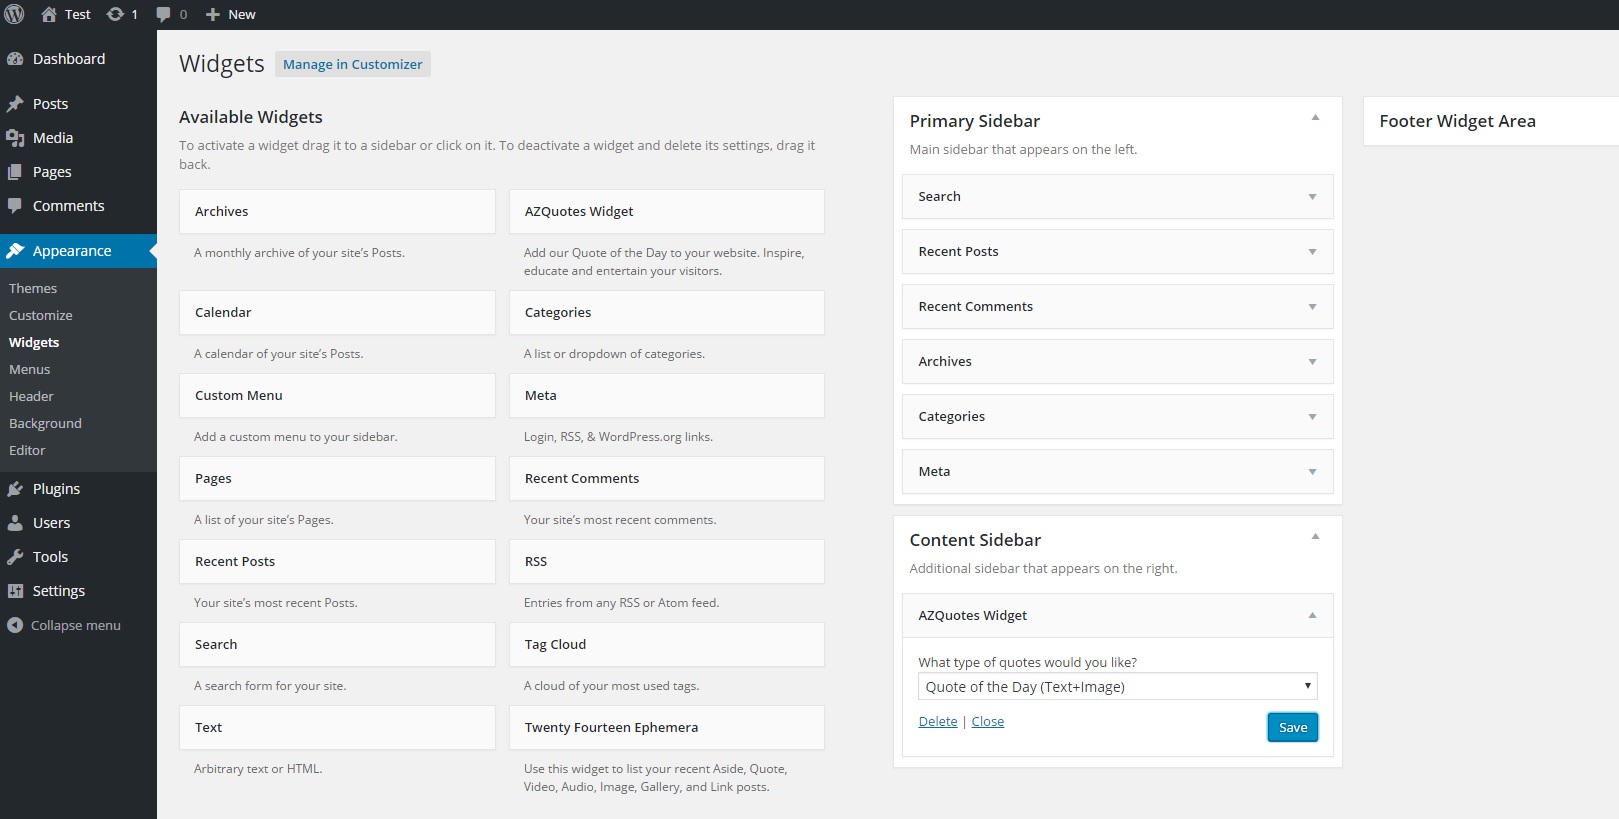 Test 1 0 New
Dashboard
Posts
Media
Pages
Comments
Appearance
Themes
Customize
Widgets
Menus
Header
Background
Editor
Plugins
Users
Tools
Settings
Collapse menu
Widgets Manage in Customizer
Available Widgets
To activate a widget drag it to a sidebar or click on it. To deactivate a widget and delete its settings, drag it
back.
Archives
A monthly archive of your site's Posts.
AZQuotes Widget
Add our Quote of the Day to your website. Inspire,
educate and entertain your visitors.
Calendar
A calendar of your site's Posts.
Categories
A list or dropdown of categories.
Custom Menu
Add a custom menu to your sidebar.
Meta
Login, RSS, & WordPress.org links.
Pages
A list of your site's Pages.
Recent Comments
Your site's most recent comments.
Recent Posts
Your site's most recent Posts.
RSS
Entries from any RSS or Atom feed.
Search
A search form for your site.
Tag Cloud
A cloud of your most used tags.
Text
Arbitrary text or HTML.
Twenty Fourteen Ephemera
Use this widget to list your recent Aside, Quote,
Video, Audio, Image, Gallery, and Link posts.
Primary Sidebar
Main sidebar that appears on the left.
Search
Recent Posts
Recent Comments
Archives
Categories
Meta
Content Sidebar
Additional sidebar that appears on the right.
AZQuotes Widget
What type of quotes would you like?
Quote of the Day (Text+Image)
Delete | Close
Save
Footer Widget Area